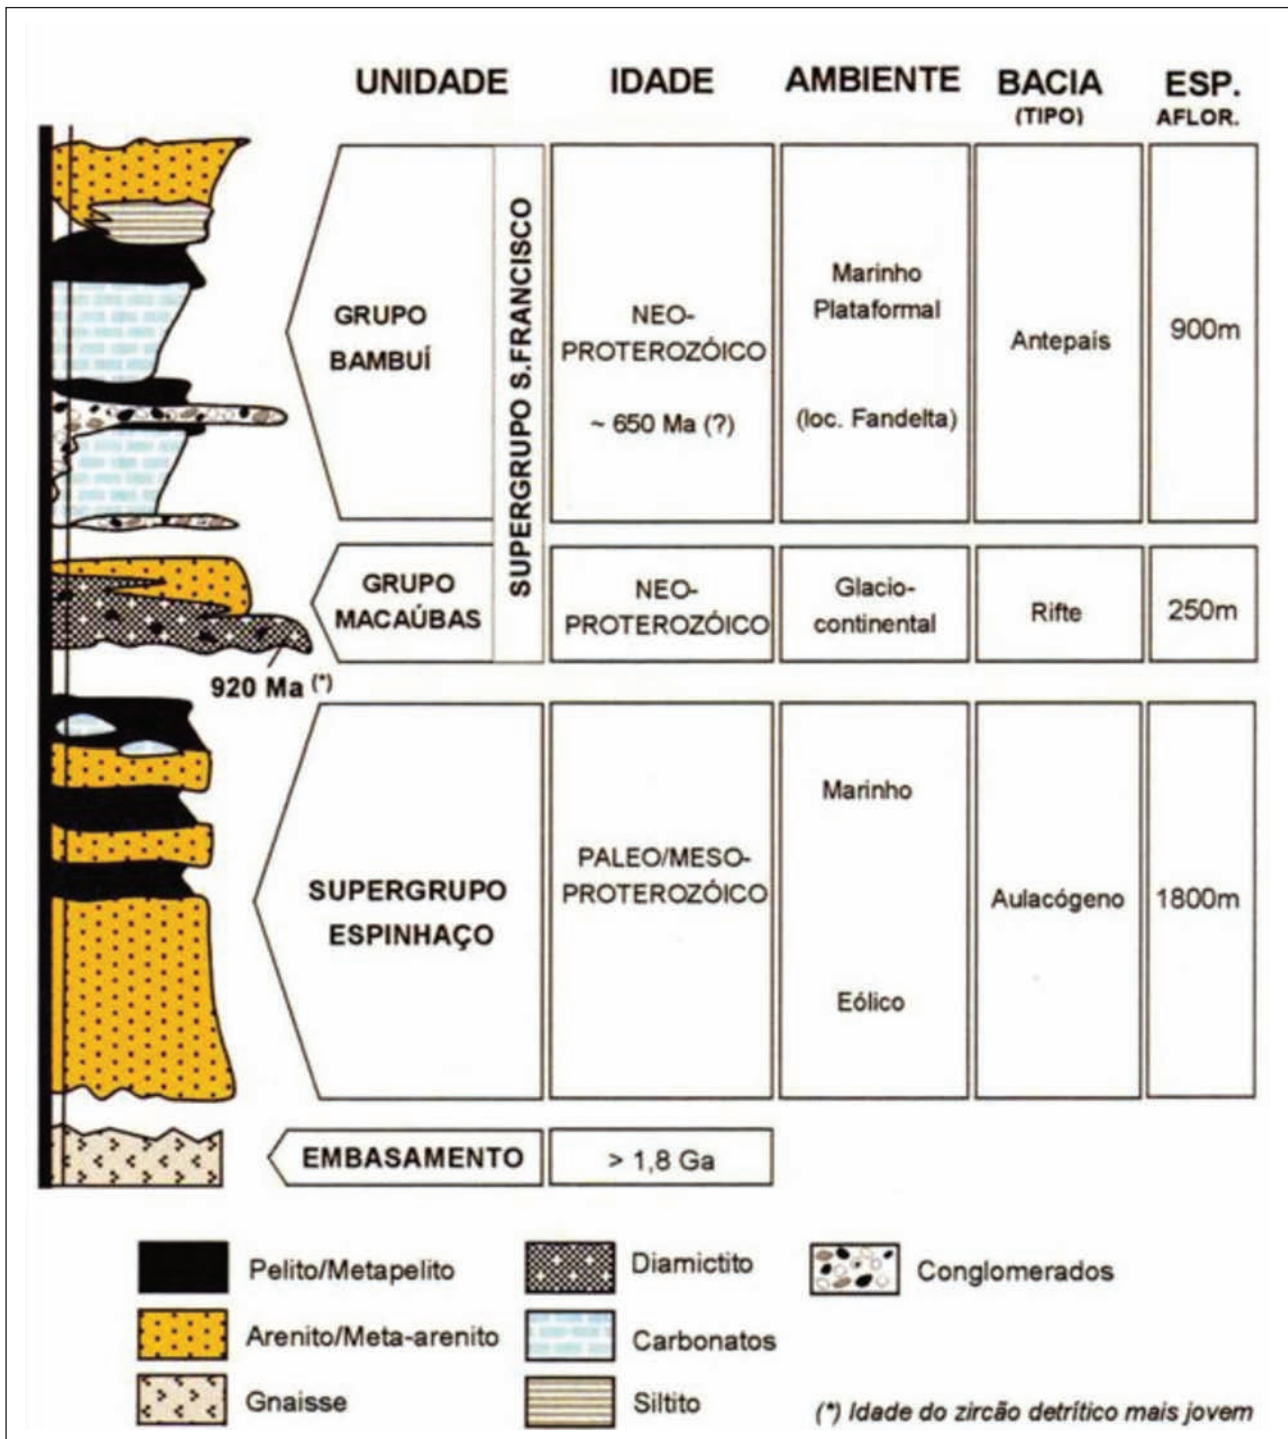 UNIDADE IDADE AMBIENTE BACIA ESP.
(TIPO) AFLOR.
GRUPO
BAMBUÍ
SUPERGRUPO S.FRANCISCO
NEO-
PROTEROZÓICO
~ 650 Ma (?)
Marinho
Plataformal
(loc. Fandelta)
Antepaís
900m
GRUPO
MACAÚBAS
NEO-
PROTEROZÓICO
Glacio-
continental
Rifte
250m
920 Ma (*)
SUPERGRUPO
ESPINHAÇO
PALEO/MESO-
PROTEROZÓICO
Marinho
Eólico
Aulacógeno
1800m
EMBASAMENTO
> 1,8 Ga
Pelito/Metapelito
Arenito/Meta-arenito
Gnaisse
Diamictito
Carbonatos
Siltito
Conglomerados
(*) Idade do zircão detrítico mais jovem